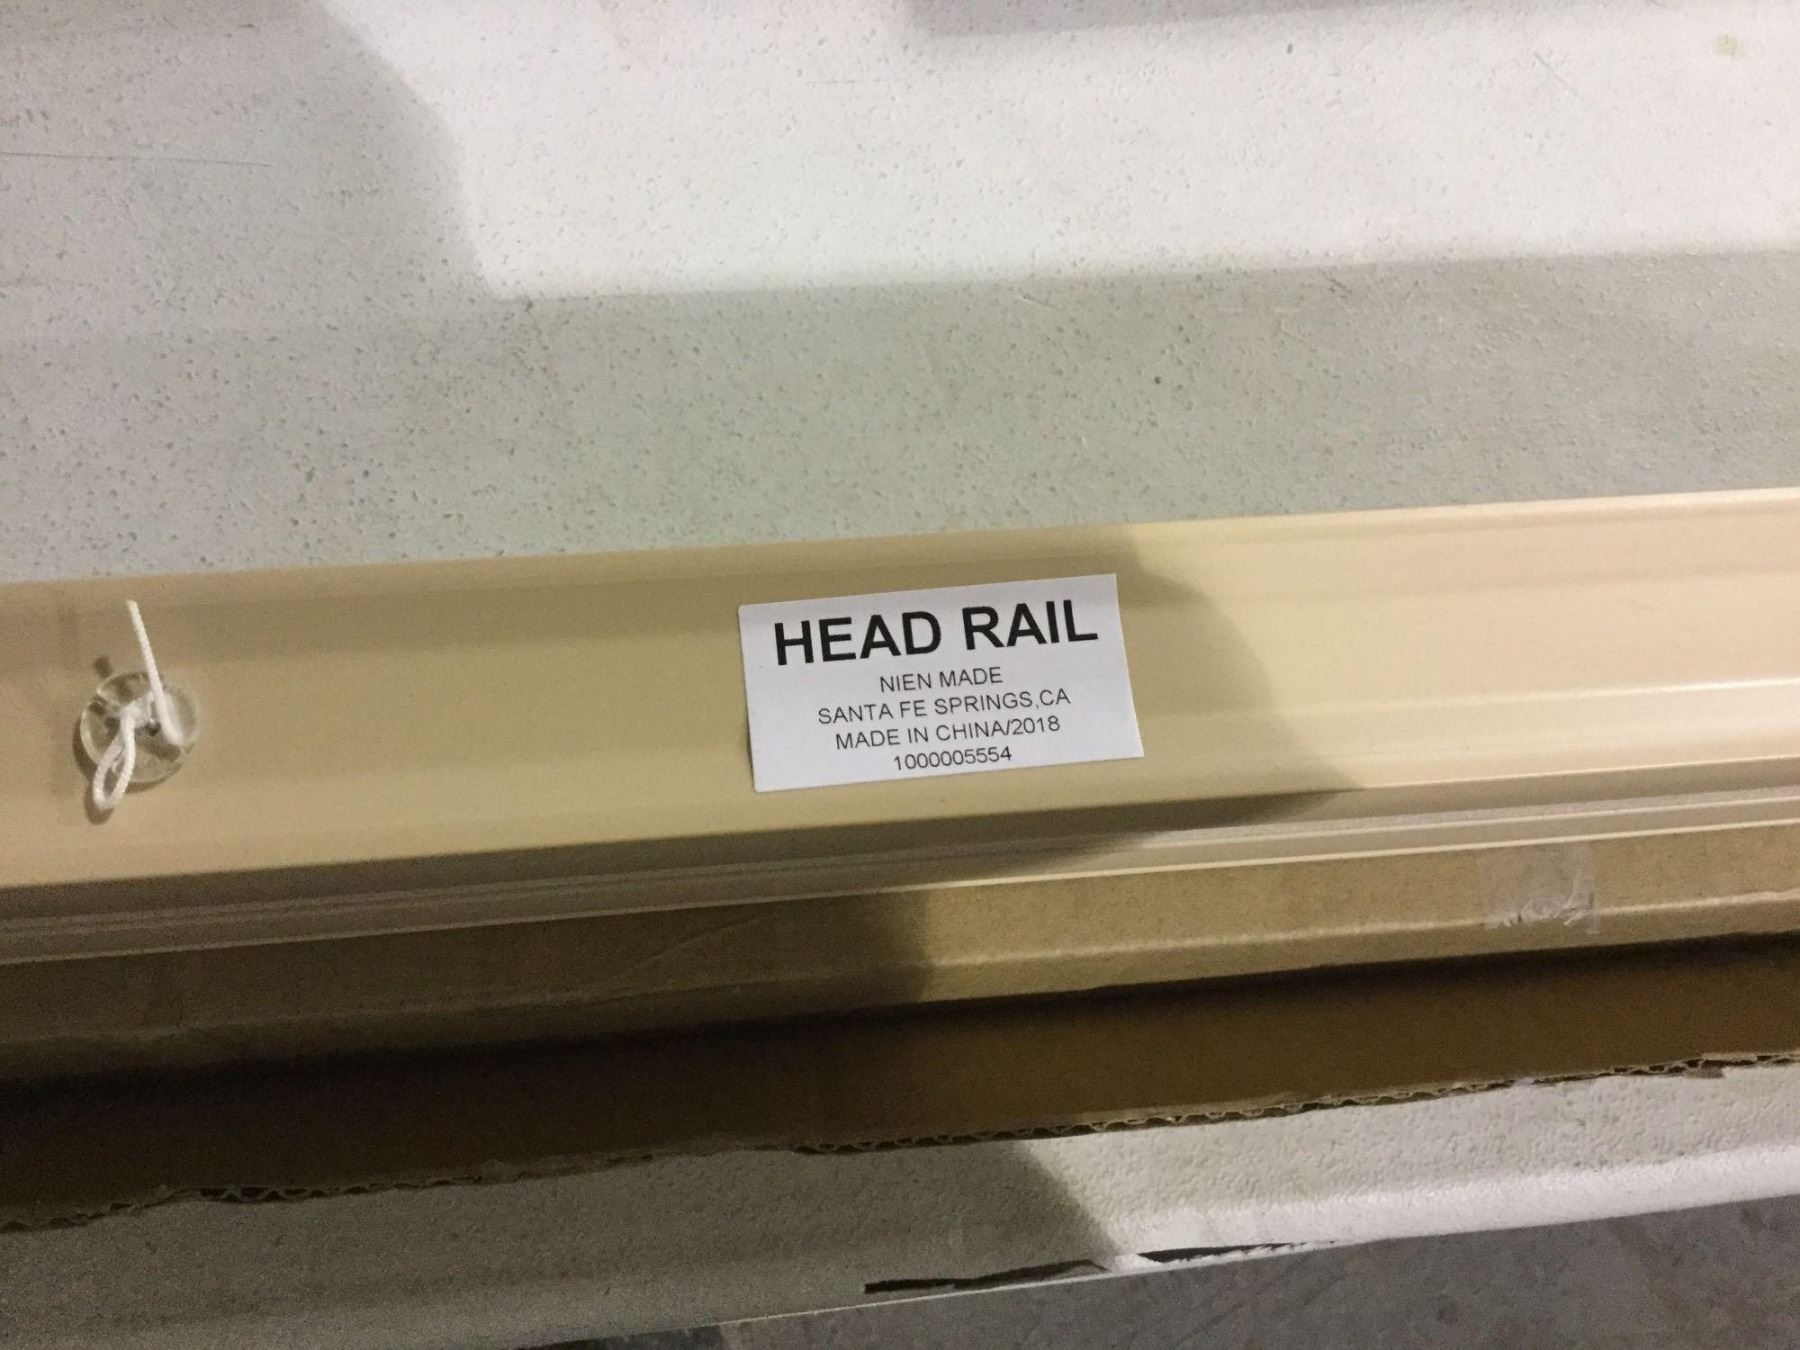 HEAD RAIL
NIEN MADE
SANTA FE SPRINGS,CA
MADE IN CHINA/2018
1000005554